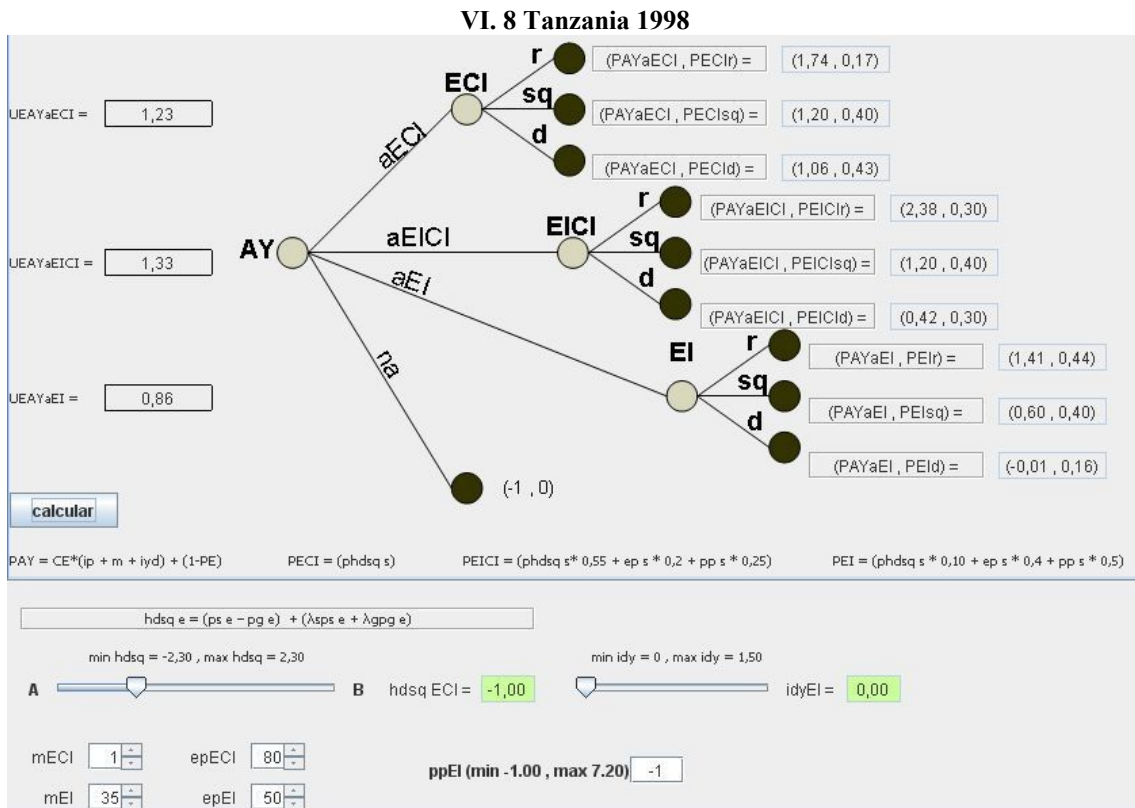 VI. 8 Tanzania 1998
r (PAYaECI , PECIr) = (1,74 , 0,17)
ECI
UEAYaECI = 1,23 sq (PAYaECI , PECIsq) = (1,20 , 0,40)
aECI
d (PAYaECI , PECId) = (1,06 , 0,43)
r (PAYaEICI , PEICIr) = (2,38 , 0,30)
AY aEICI EICI
UEAYaEICI = 1,33 sq (PAYaEICI , PEICIsq) = (1,20 , 0,40)
aEI
d (PAYaEICI , PEICId) = (0,42 , 0,30)
EI r (PAYaEI , PEIr) = (1,41 , 0,44)
na
UEAYaEI = 0,86 sq (PAYaEI , PEIsq) = (0,60 , 0,40)
d (PAYaEI , PEId) = (-0,01 , 0,16)
(-1 , 0)
calcular
PAY = CE*(ip + m + iyd) + (1-PE) PECI = (phdsq s) PEICI = (phdsq s* 0,55 + ep s * 0,2 + pp s * 0,25) PEI = (phdsq s * 0,10 + ep s * 0,4 + pp s * 0,5)
hdsq e = (ps e – pg e) + (λsps e + λgpg e)
min hdsq = -2,30 , max hdsq = 2,30 min idy = 0 , max idy = 1,50
A B hdsq ECI = -1,00 idyEI = 0,00
mECI 1 epECI 80
ppEI (min -1.00 , max 7.20) -1
mEI 35 epEI 50